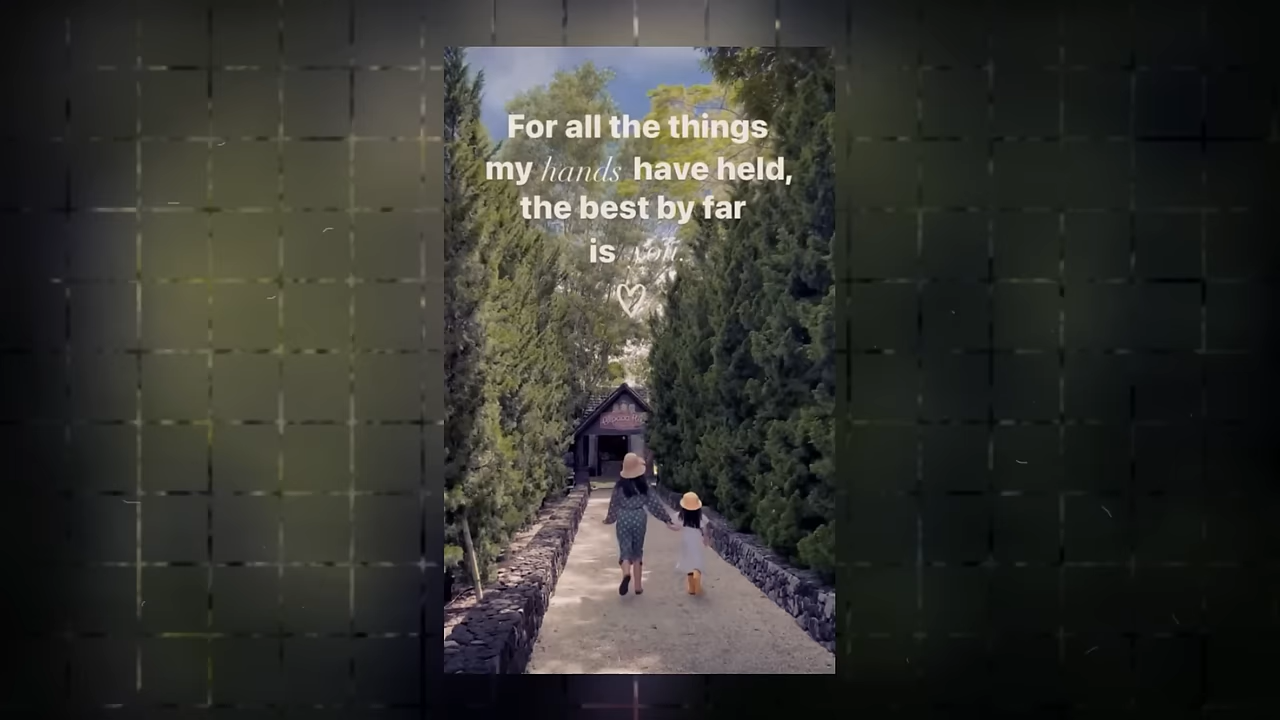 For all the things
my hands have held,
the best by far
is you.